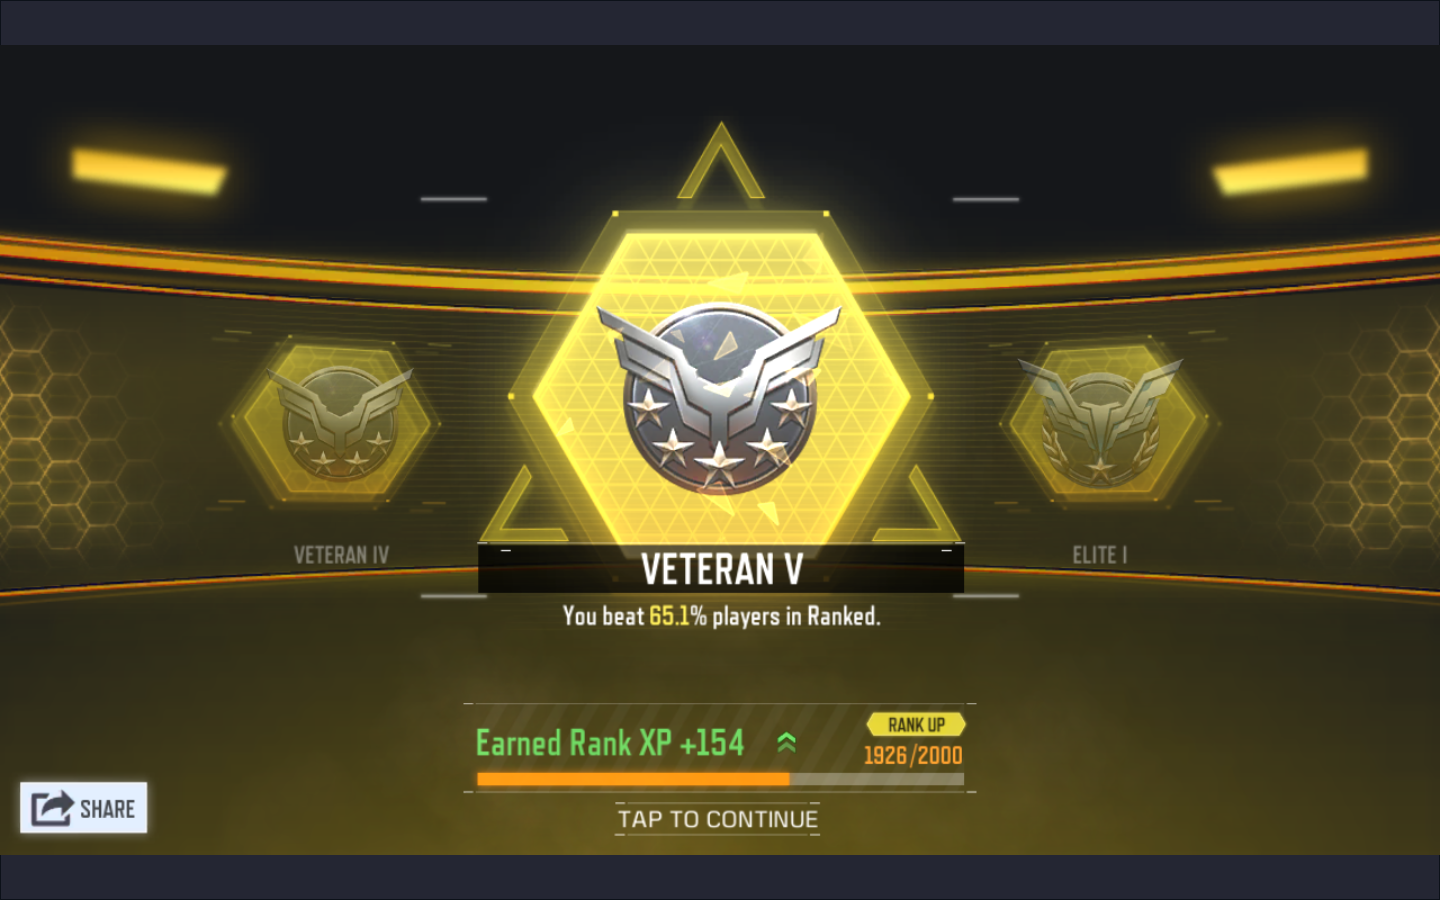 VETERAN IV
VETERAN V
ELITE I
You beat 65.1% players in Ranked.
Earned Rank XP +154
RANK UP
1926/2000
SHARE
TAP TO CONTINUE